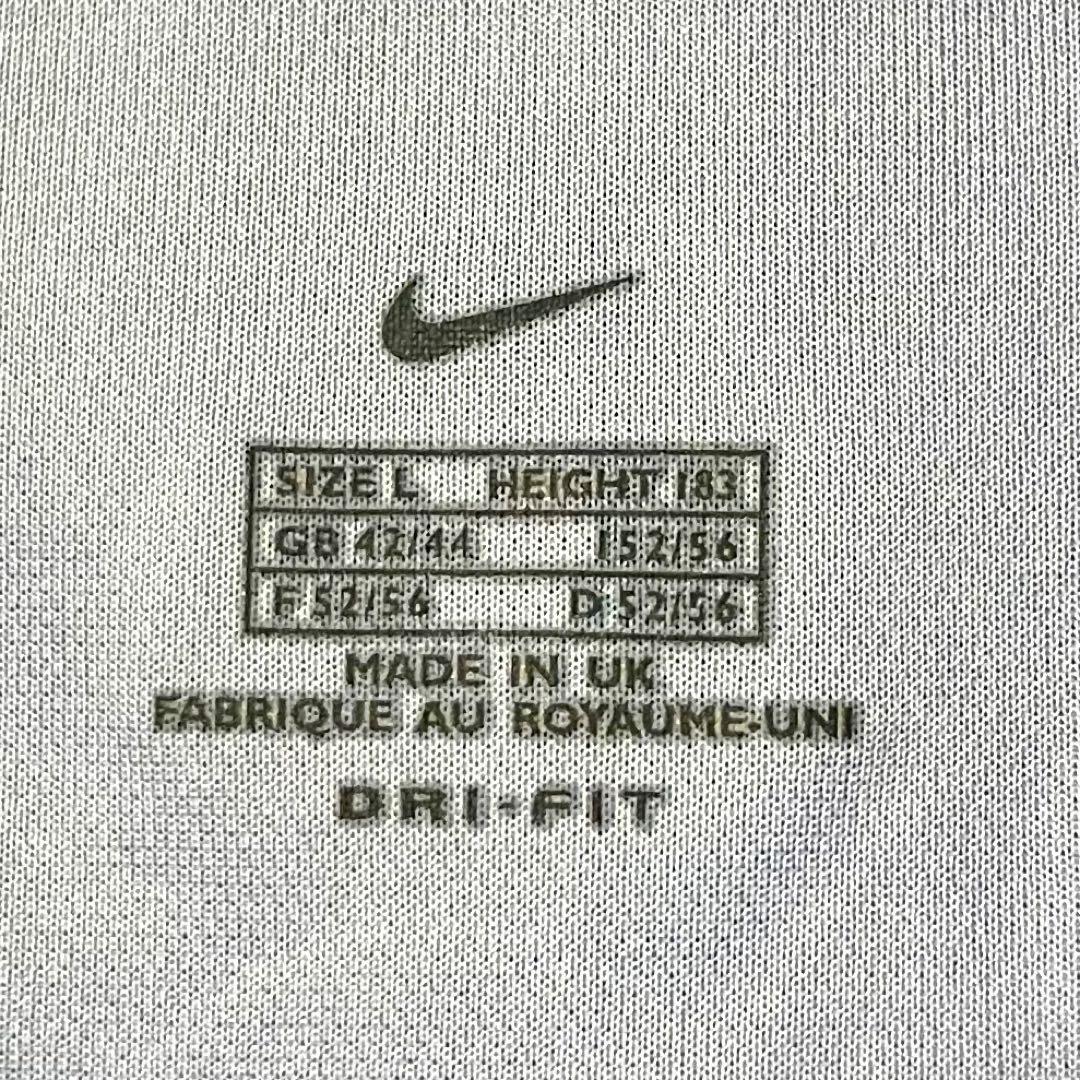 SIZE L HEIGHT 183
GB 42/44 I 52/56
F 52/56 D 52/56
MADE IN UK
FABRIQUE AU ROYAUME-UNI
DRI-FIT